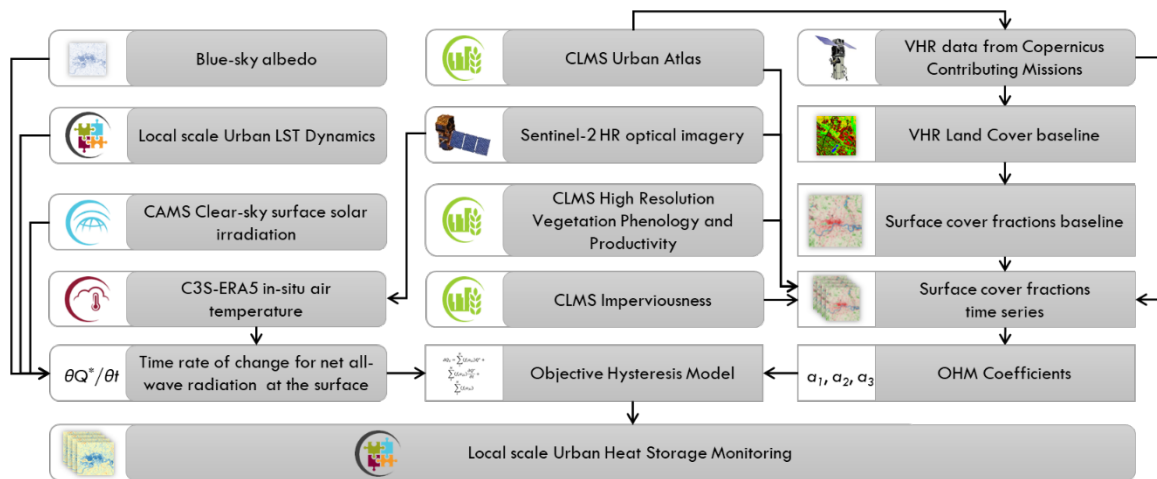 Blue-sky albedo
CLMS Urban Atlas
VHR data from Copernicus
Contributing Missions
Local scale Urban LST Dynamics
Sentinel-2 HR optical imagery
VHR Land Cover baseline
CAMS Clear-sky surface solar
irradiation
CLMS High Resolution
Vegetation Phenology and
Productivity
Surface cover fractions baseline
C3S-ERA5 in-situ air
temperature
CLMS Imperviousness
Surface cover fractions
time series
θQ*/θt
Time rate of change for net all-
wave radiation at the surface
Objective Hysteresis Model
a1, a2, a3
OHM Coefficients
Local scale Urban Heat Storage Monitoring